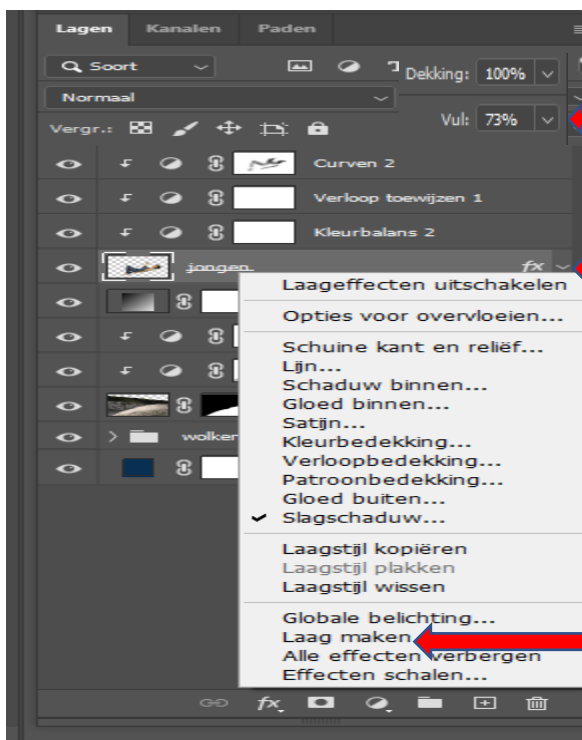 Lagen Kanalen Paden
Soort
Dekking: 100%
Normaal
Vul: 73%
Vergr.:
Curven 2
Verloop toewijzen 1
Kleurbalans 2
jongen fx
Laageffecten uitschakelen
Opties voor overvloeien...
Schuine kant en reliëf...
Lijn...
Schaduw binnen...
Gloed binnen...
Satijn...
Kleurbedekking...
Verloopbedekking...
Patroonbedekking...
Gloed buiten...
Slagschaduw...
wolken
Laagstijl kopiëren
Laagstijl plakken
Laagstijl wissen
Globale belichting...
Laag maken
Alle effecten verbergen
Effecten schalen...
fx